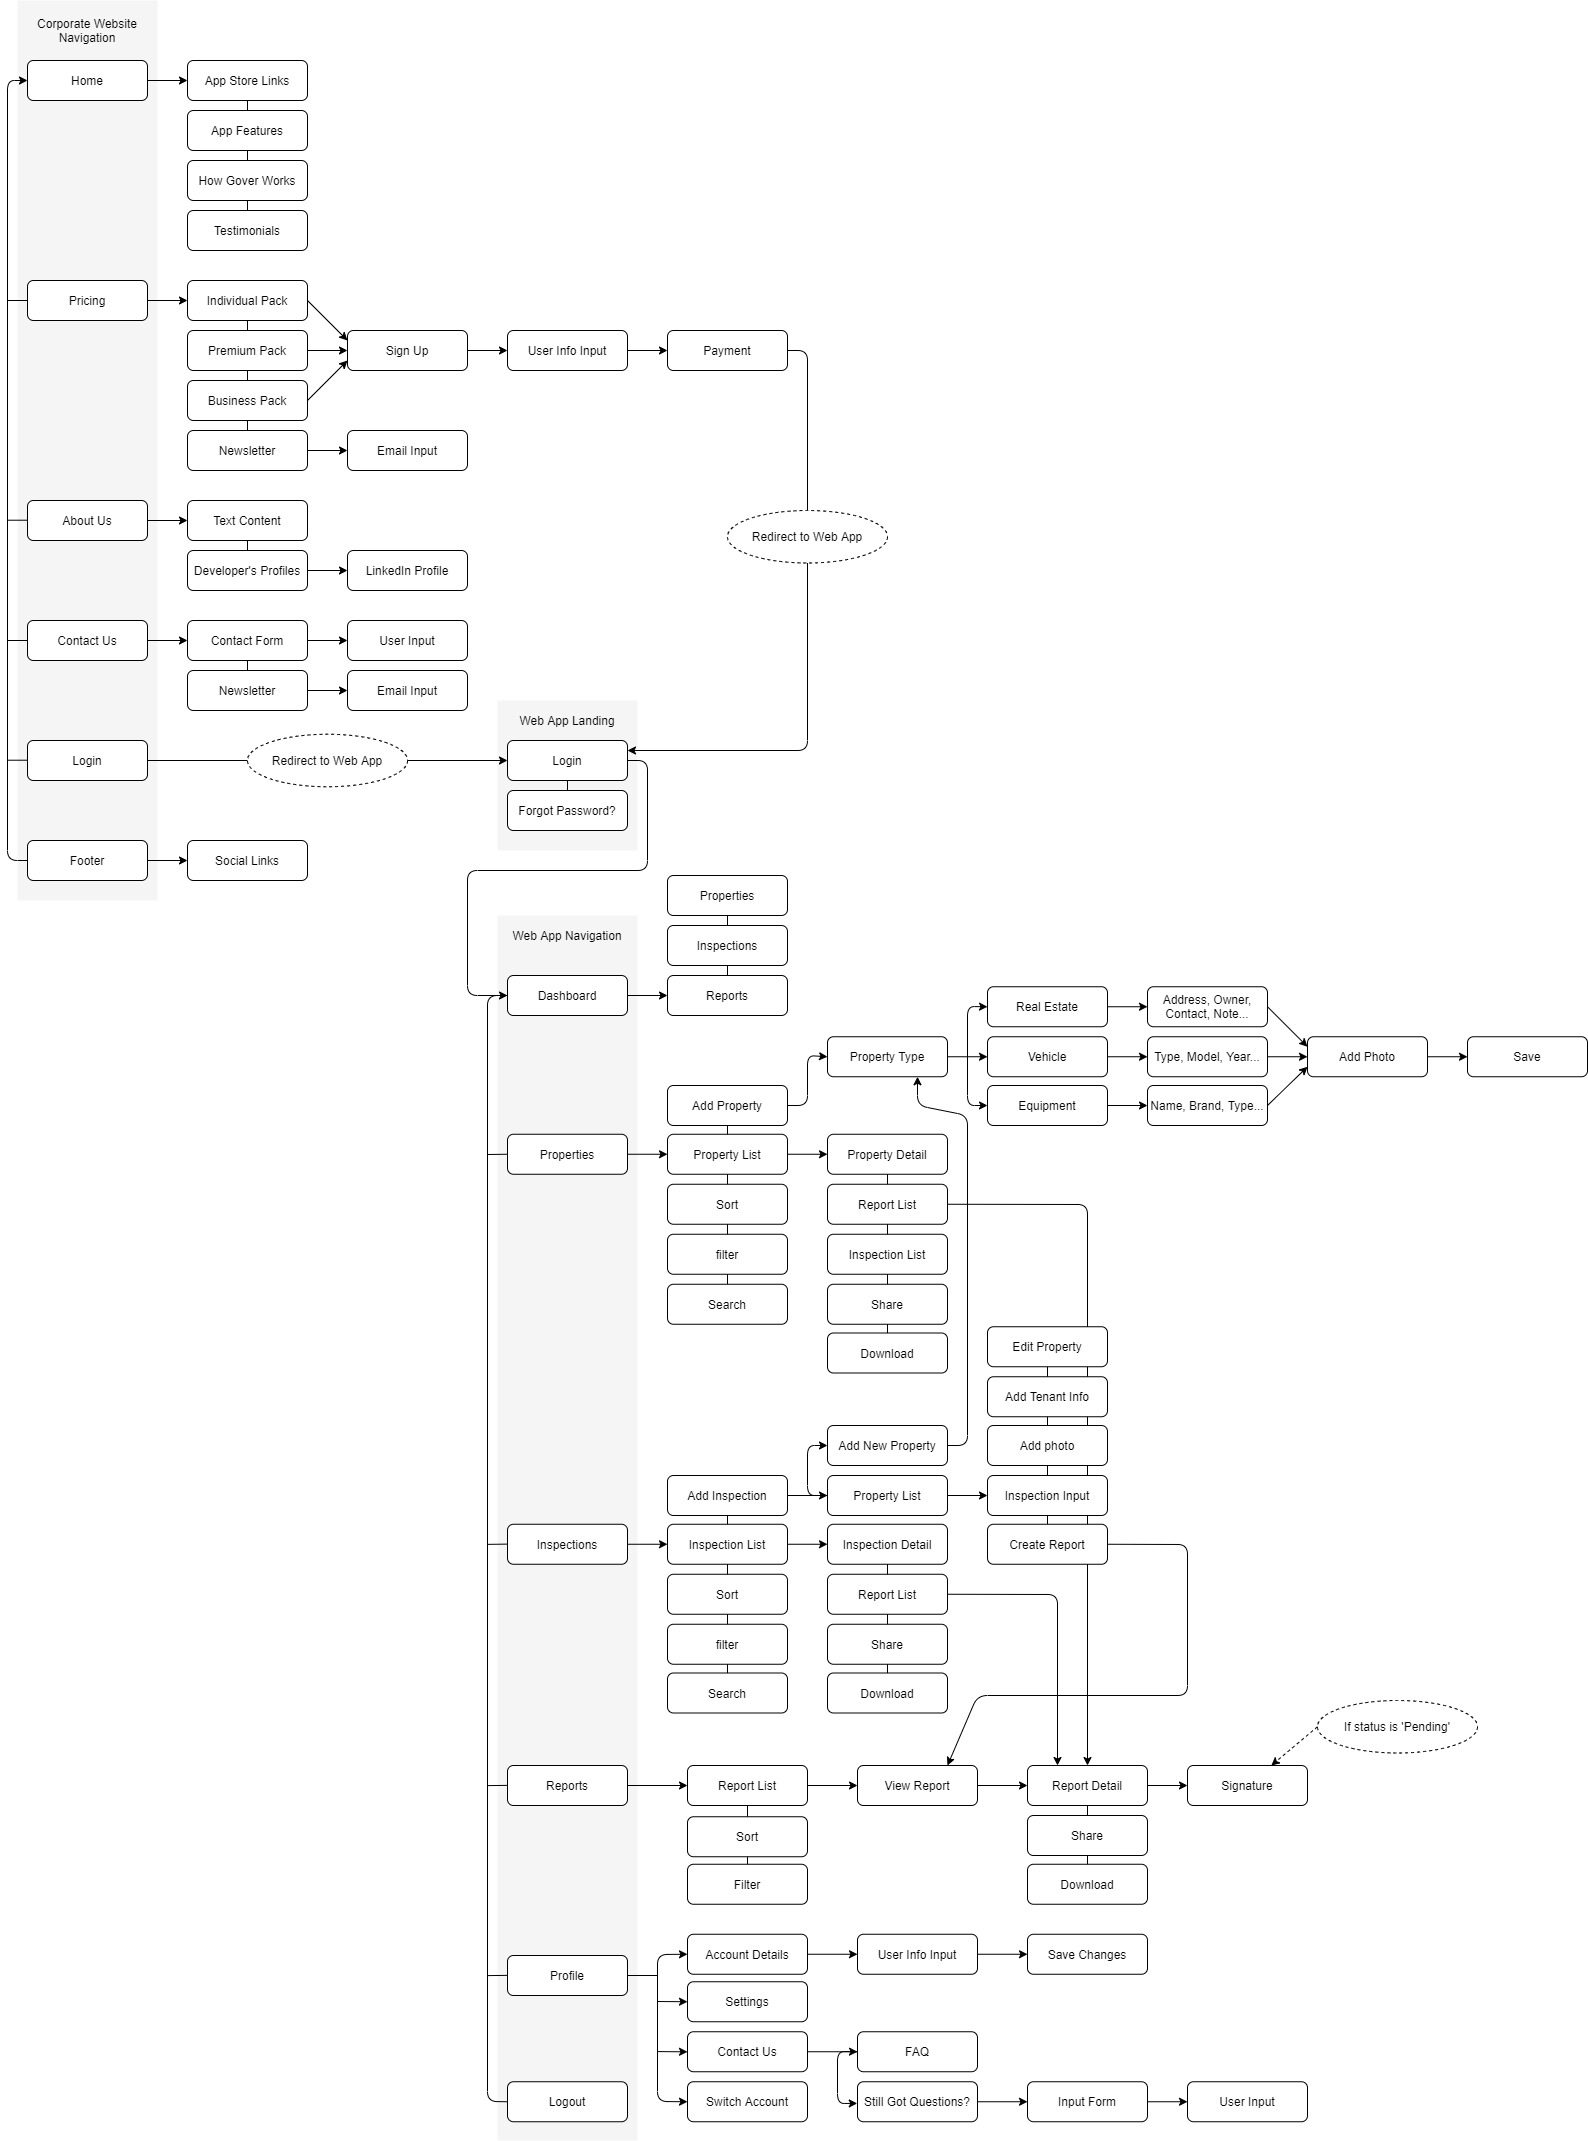 Corporate Website
Navigation
Home
App Store Links
App Features
How Gover Works
Testimonials
Pricing
Individual Pack
Premium Pack
Sign Up
User Info Input
Payment
Business Pack
Newsletter
Email Input
About Us
Text Content
Redirect to Web App
Developer's Profiles
LinkedIn Profile
Contact Us
Contact Form
User Input
Newsletter
Email Input
Web App Landing
Login
Redirect to Web App
Login
Forgot Password?
Footer
Social Links
Properties
Web App Navigation
Inspections
Dashboard
Reports
Real Estate
Address, Owner,
Contact, Note...
Property Type
Vehicle
Type, Model, Year...
Add Photo
Save
Add Property
Equipment
Name, Brand, Type...
Properties
Property List
Property Detail
Sort
Report List
filter
Inspection List
Search
Share
Edit Property
Download
Add Tenant Info
Add New Property
Add photo
Add Inspection
Property List
Inspection Input
Inspections
Inspection List
Inspection Detail
Create Report
Sort
Report List
filter
Share
Search
Download
If status is 'Pending'
Reports
Report List
View Report
Report Detail
Signature
Sort
Share
Filter
Download
Account Details
User Info Input
Save Changes
Profile
Settings
Contact Us
FAQ
Logout
Switch Account
Still Got Questions?
Input Form
User Input